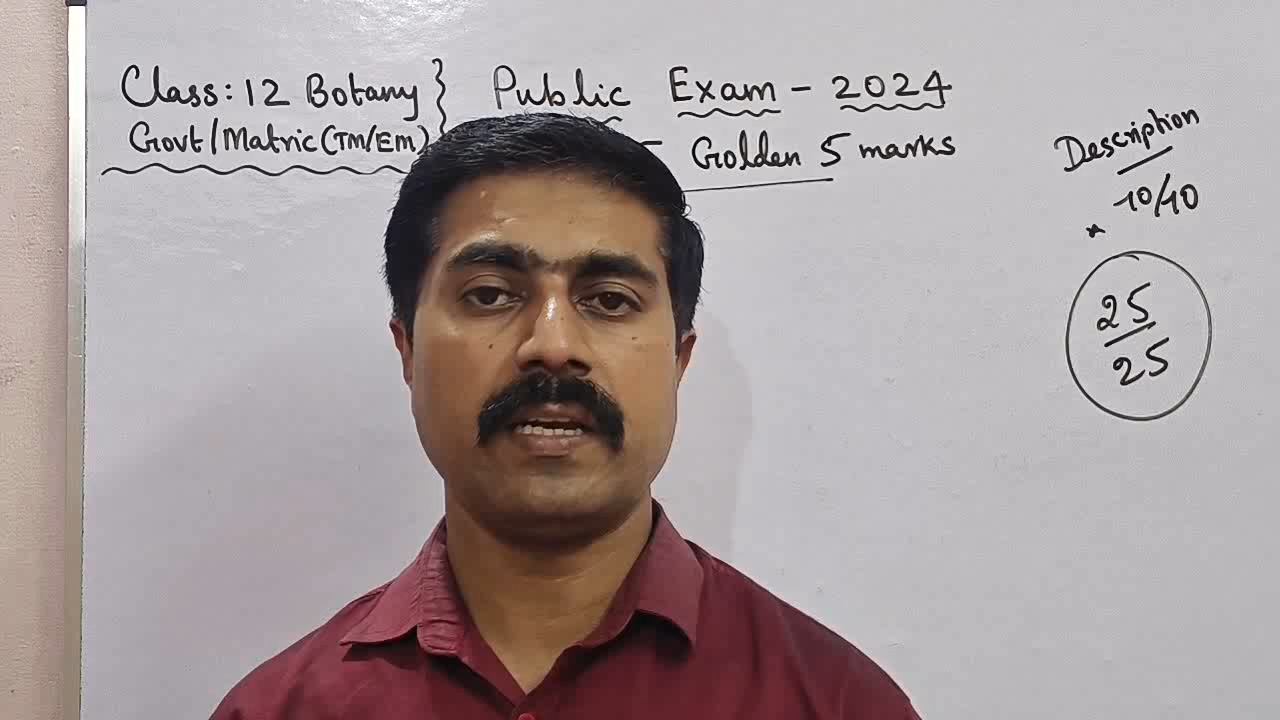 Class: 12 Botany } Public Exam - 2024
Govt/Matric (TM/EM) - Golden 5 marks
Description
10/10
*
25
25